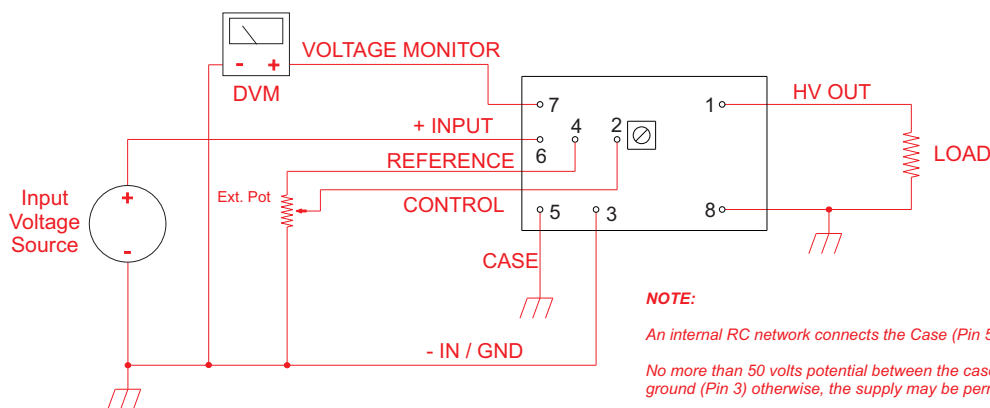 VOLTAGE MONITOR
- +
DVM
7
1
HV OUT
+ INPUT
4
2
6
REFERENCE
LOAD
Ext. Pot
+
Input
Voltage
Source
-
CONTROL
5
3
8
CASE
- IN / GND
NOTE:
An internal RC network connects the Case (Pin 5
No more than 50 volts potential between the case
ground (Pin 3) otherwise, the supply may be